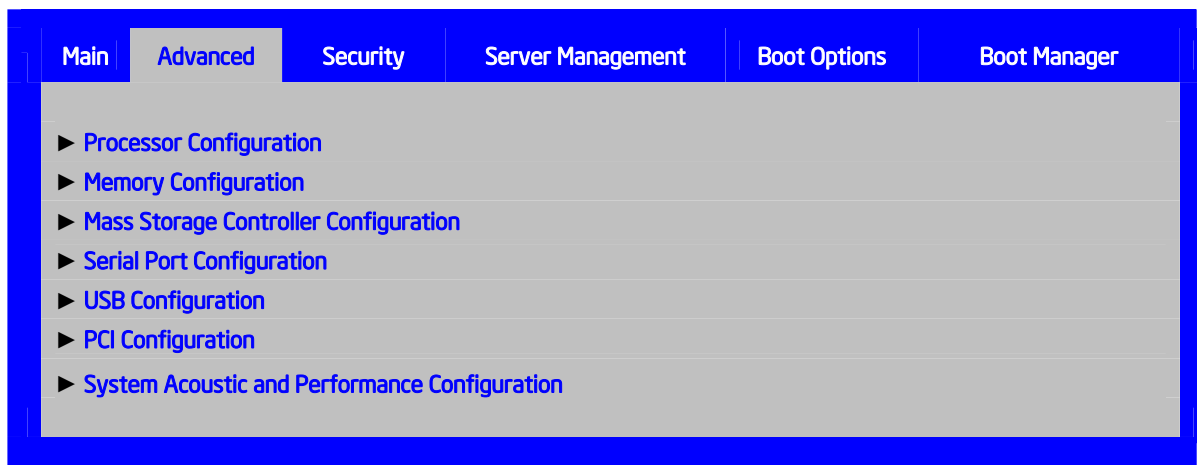 Main Advanced Security Server Management Boot Options Boot Manager
► Processor Configuration
► Memory Configuration
► Mass Storage Controller Configuration
► Serial Port Configuration
► USB Configuration
► PCI Configuration
► System Acoustic and Performance Configuration